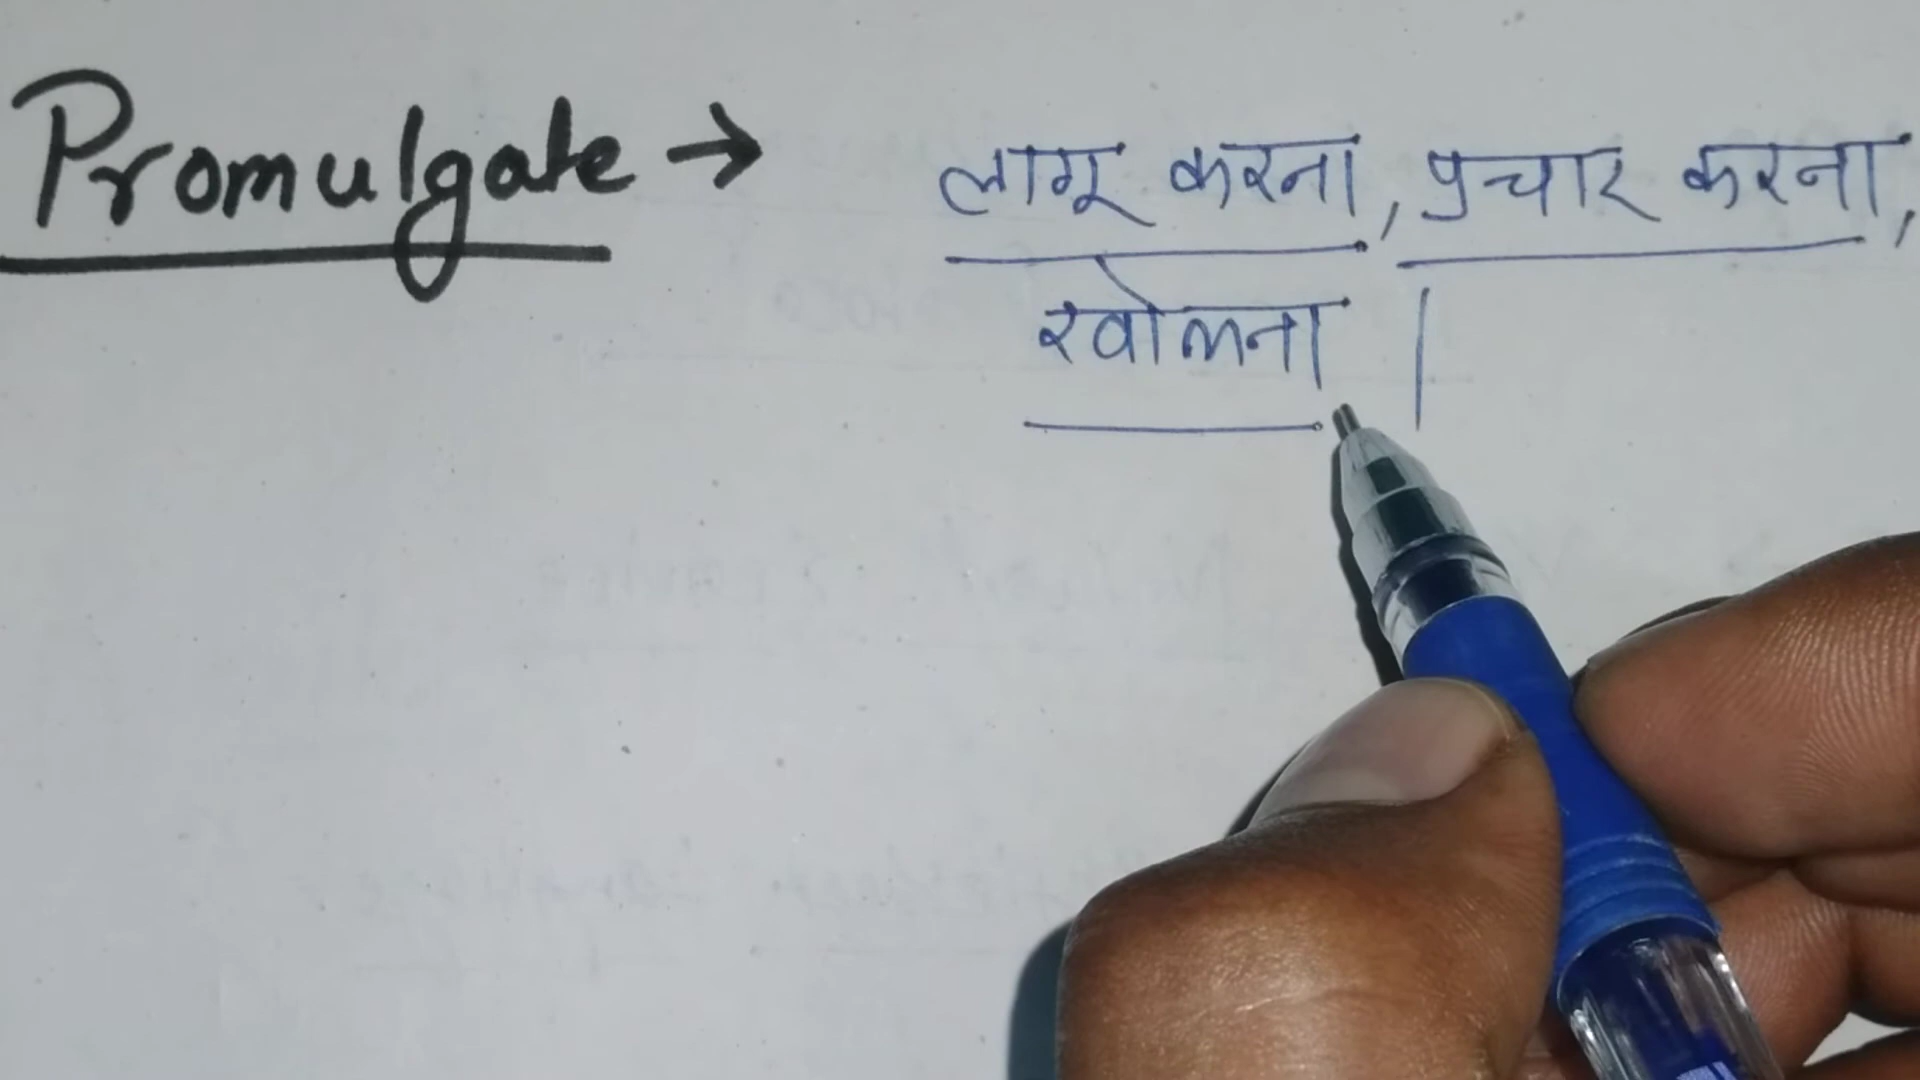 Promulgate → लागू करना, प्रचार करना,
खोलना ।